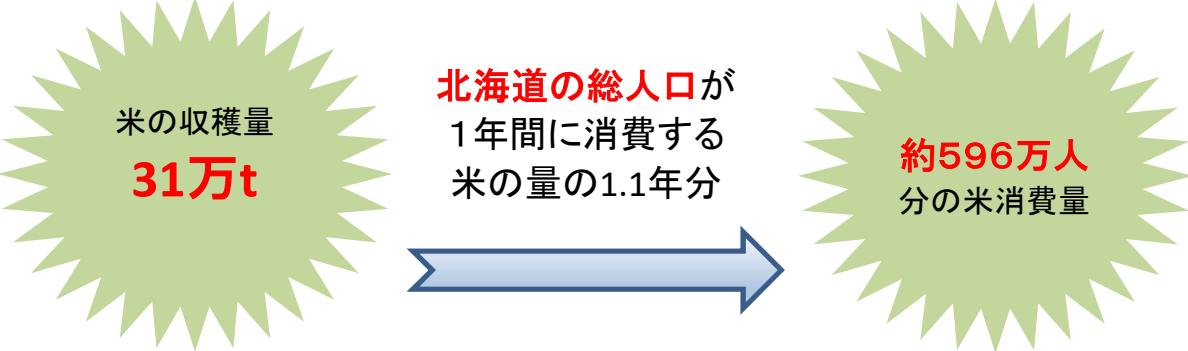 米の収穫量
31万t
北海道の総人口が
１年間に消費する
米の量の1.1年分
約５９６万人
分の米消費量